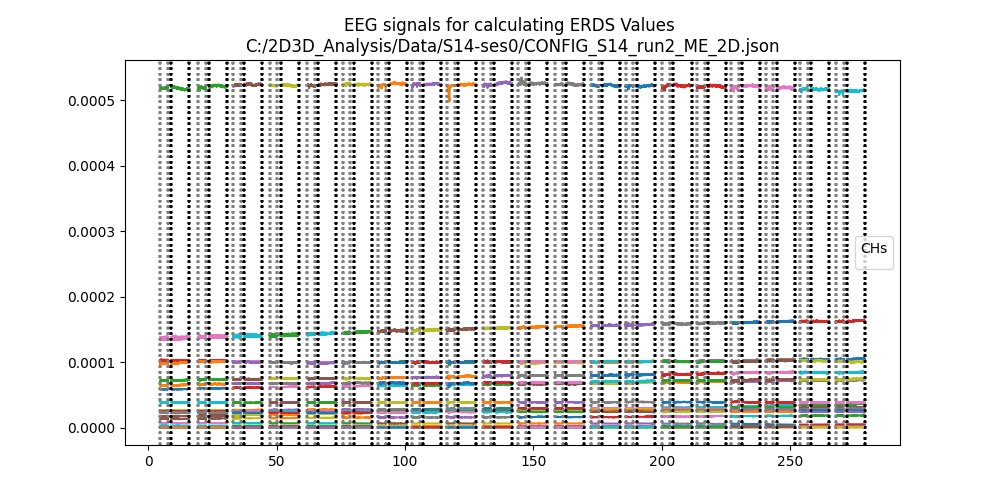 EEG signals for calculating ERDS Values
C:/2D3D_Analysis/Data/S14-ses0/CONFIG_S14_run2_ME_2D.json
0.0005
0.0004
0.0003
CHs
0.0002
0.0001
0.0000
0 50 100 150 200 250